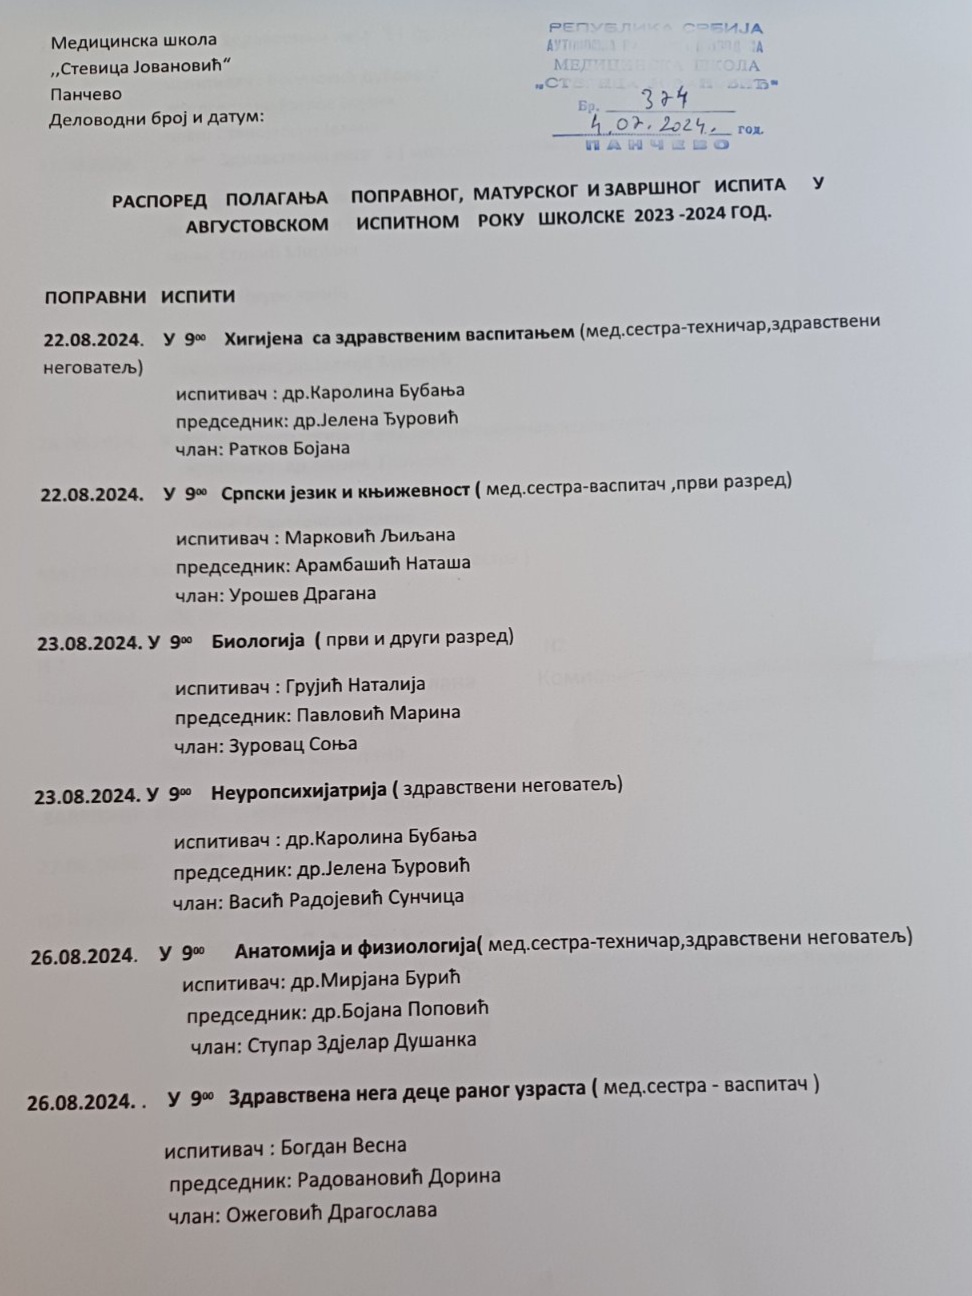 Медицинска школа
,,Стевица Јовановић“
Панчево
Деловодни број и датум:
РЕПУБЛИКА СРБИЈА
МЕДИЦИНСКА ШКОЛА
Бр. 324
4.07.2024. год.
ПАНЧЕВО
РАСПОРЕД ПОЛАГАЊА ПОПРАВНОГ, МАТУРСКОГ И ЗАВРШНОГ ИСПИТА У
АВГУСТОВСКОМ ИСПИТНОМ РОКУ ШКОЛСКЕ 2023 -2024 ГОД.
ПОПРАВНИ ИСПИТИ
22.08.2024. У 9⁰⁰ Хигијена са здравственим васпитањем (мед.сестра-техничар,здравствени
неговатељ)
испитивач : др.Каролина Бубања
председник: др.Јелена Ђуровић
члан: Ратков Бојана
22.08.2024. У 9⁰⁰ Српски језик и књижевност ( мед.сестра-васпитач ,први разред)
испитивач : Марковић Љиљана
председник: Арамбашић Наташа
члан: Урошев Драгана
23.08.2024. У 9⁰⁰ Биологија ( први и други разред)
испитивач : Грујић Наталија
председник: Павловић Марина
члан: Зуровац Соња
23.08.2024. У 9⁰⁰ Неуропсихијатрија ( здравствени неговатељ)
испитивач : др.Каролина Бубања
председник: др.Јелена Ђуровић
члан: Васић Радојевић Сунчица
26.08.2024. У 9⁰⁰ Анатомија и физиологија( мед.сестра-техничар,здравствени неговатељ)
испитивач: др.Мирјана Бурић
председник: др.Бојана Поповић
члан: Ступар Здјелар Душанка
26.08.2024. . У 9⁰⁰ Здравствена нега деце раног узраста ( мед.сестра - васпитач )
испитивач : Богдан Весна
председник: Радовановић Дорина
члан: Ожеговић Драгослава